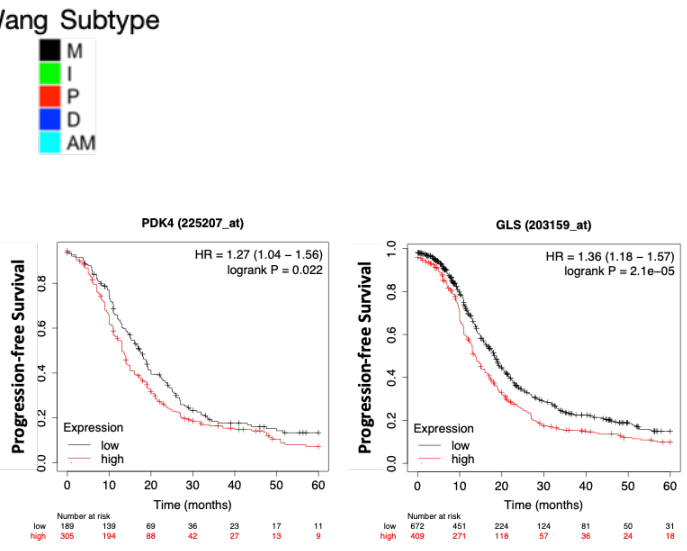 Wang Subtype
M
I
P
D
AM
PDK4 (225207_at)
HR = 1.27 (1.04 − 1.56)
logrank P = 0.022
Progression-free Survival
0.0 0.2 0.4 0.6 0.8
Expression
low
high
0 10 20 30 40 50 60
Time (months)
Number at risk
low 189 139 69 36 23 17 11
high 305 194 88 42 27 13 9
GLS (203159_at)
HR = 1.36 (1.18 − 1.57)
logrank P = 2.1e−05
Progression-free Survival
0.0 0.2 0.4 0.6 0.8 1.0
Expression
low
high
0 10 20 30 40 50 60
Time (months)
Number at risk
low 672 451 224 124 81 50 31
high 409 271 118 57 36 24 18